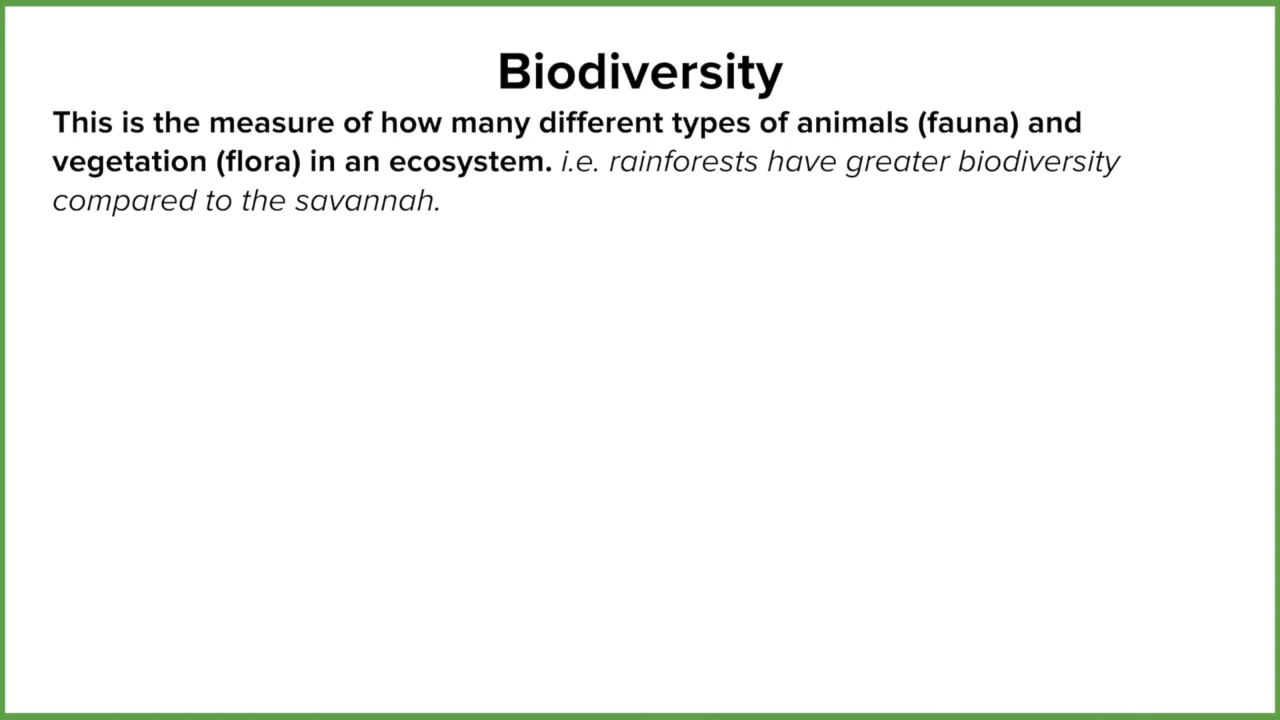 Biodiversity
This is the measure of how many different types of animals (fauna) and
vegetation (flora) in an ecosystem. i.e. rainforests have greater biodiversity
compared to the savannah.